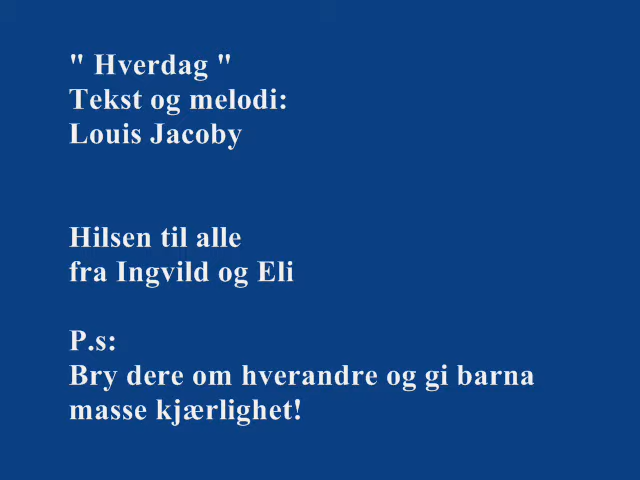 " Hverdag "
Tekst og melodi:
Louis Jacoby
Hilsen til alle
fra Ingvild og Eli
P.s:
Bry dere om hverandre og gi barna
masse kjærlighet!